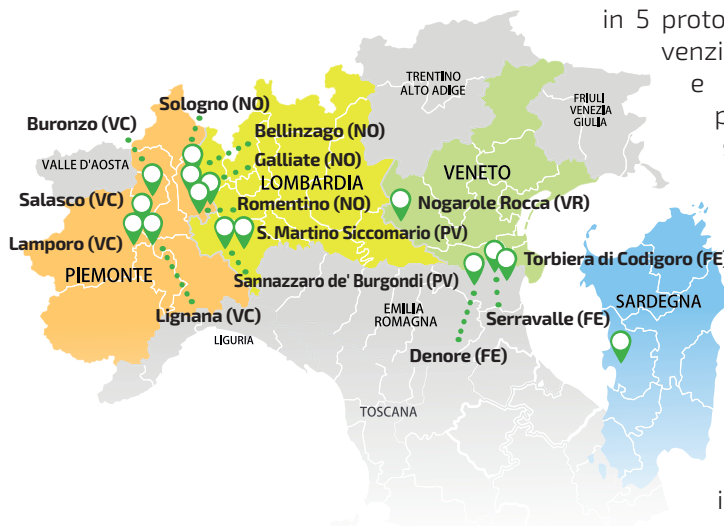 in 5 proto
venzi
e
p
TRENTINO
ALTO ADIGE
FRIULI
VENEZIA
GIULIA
Sologno (NO)
Buronzo (VC)
Bellinzago (NO)
Galliate (NO)
VALLE D'AOSTA
LOMBARDIA
VENETO
Salasco (VC)
Romentino (NO)
Nogarole Rocca (VR)
Lamporo (VC)
S. Martino Siccomario (PV)
Torbiera di Codigoro (FE)
PIEMONTE
Sannazzaro de' Burgondi (PV)
SARDEGNA
Lignana (VC)
EMILIA
ROMAGNA
Serravalle (FE)
LIGURIA
Denore (FE)
TOSCANA
i